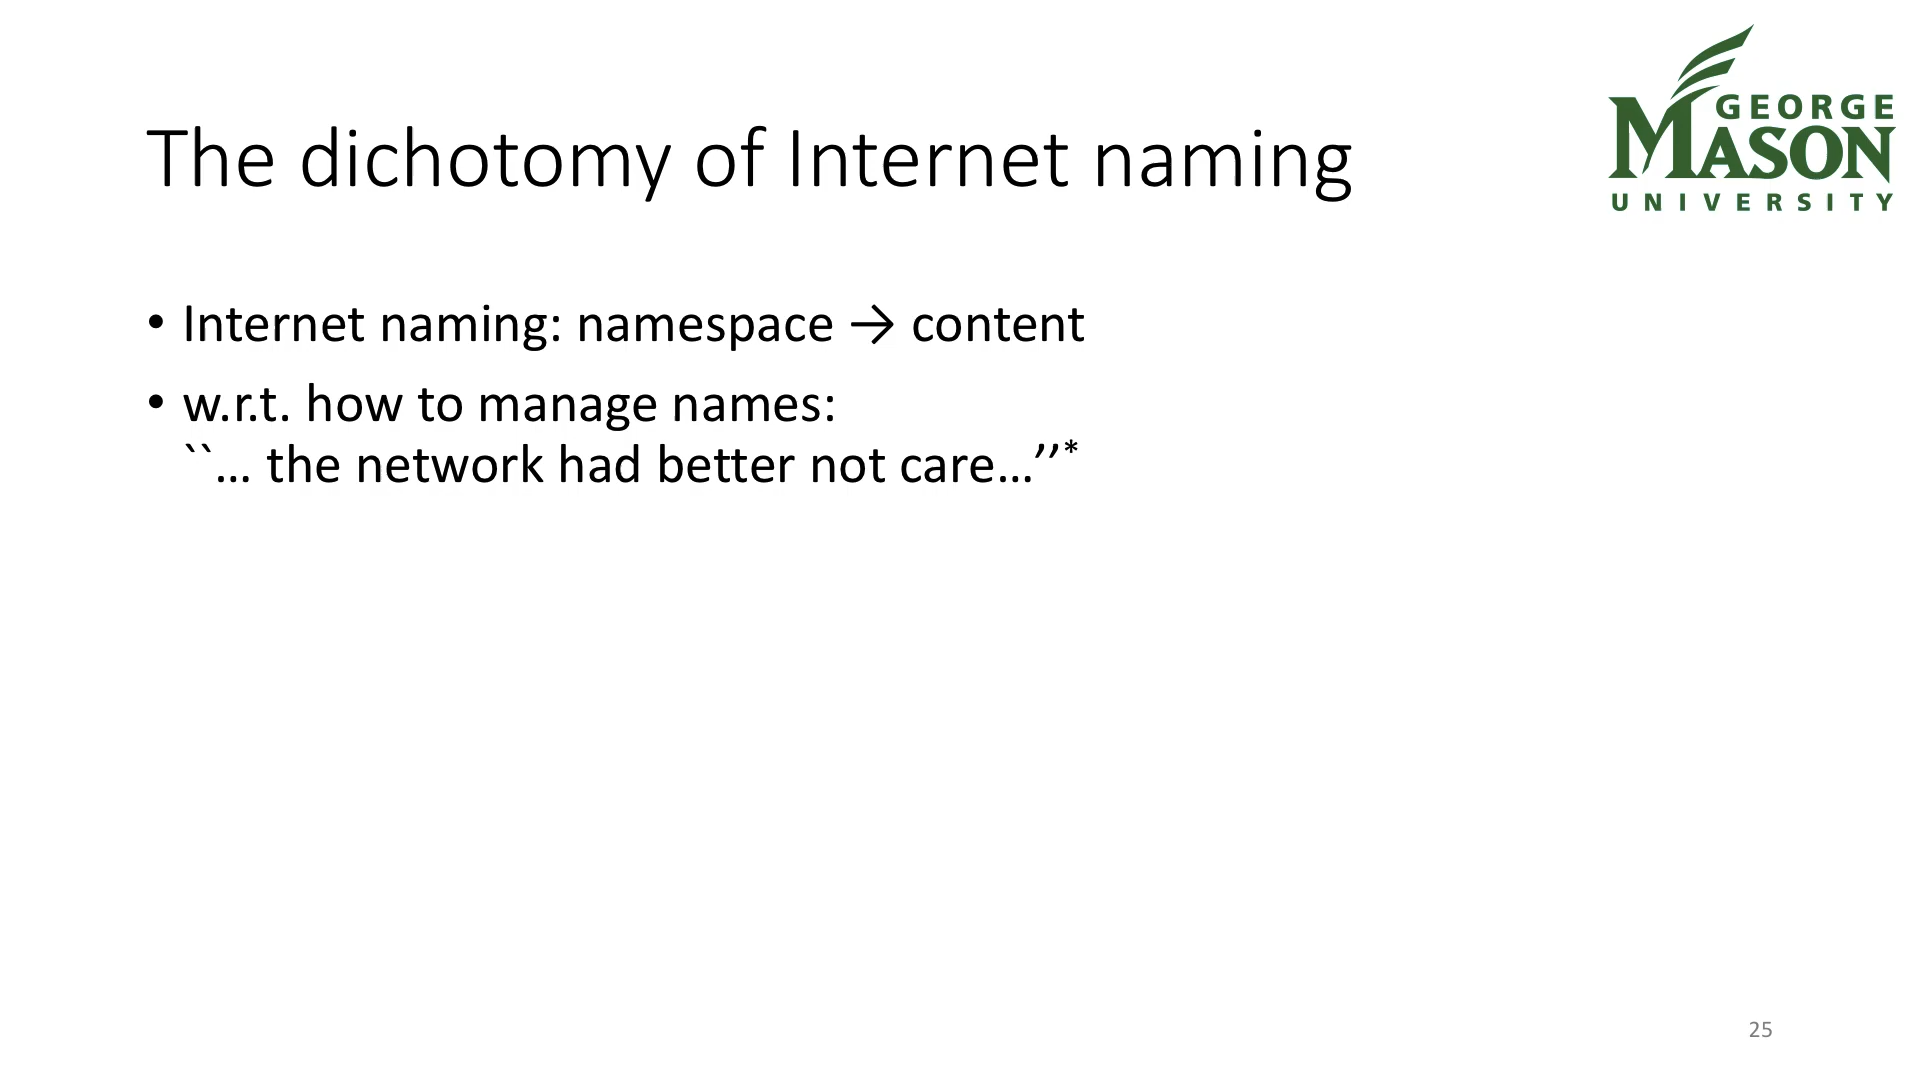 GEORGE
MASON
UNIVERSITY
The dichotomy of Internet naming
• Internet naming: namespace → content
• w.r.t. how to manage names:
``… the network had better not care…’’*
25